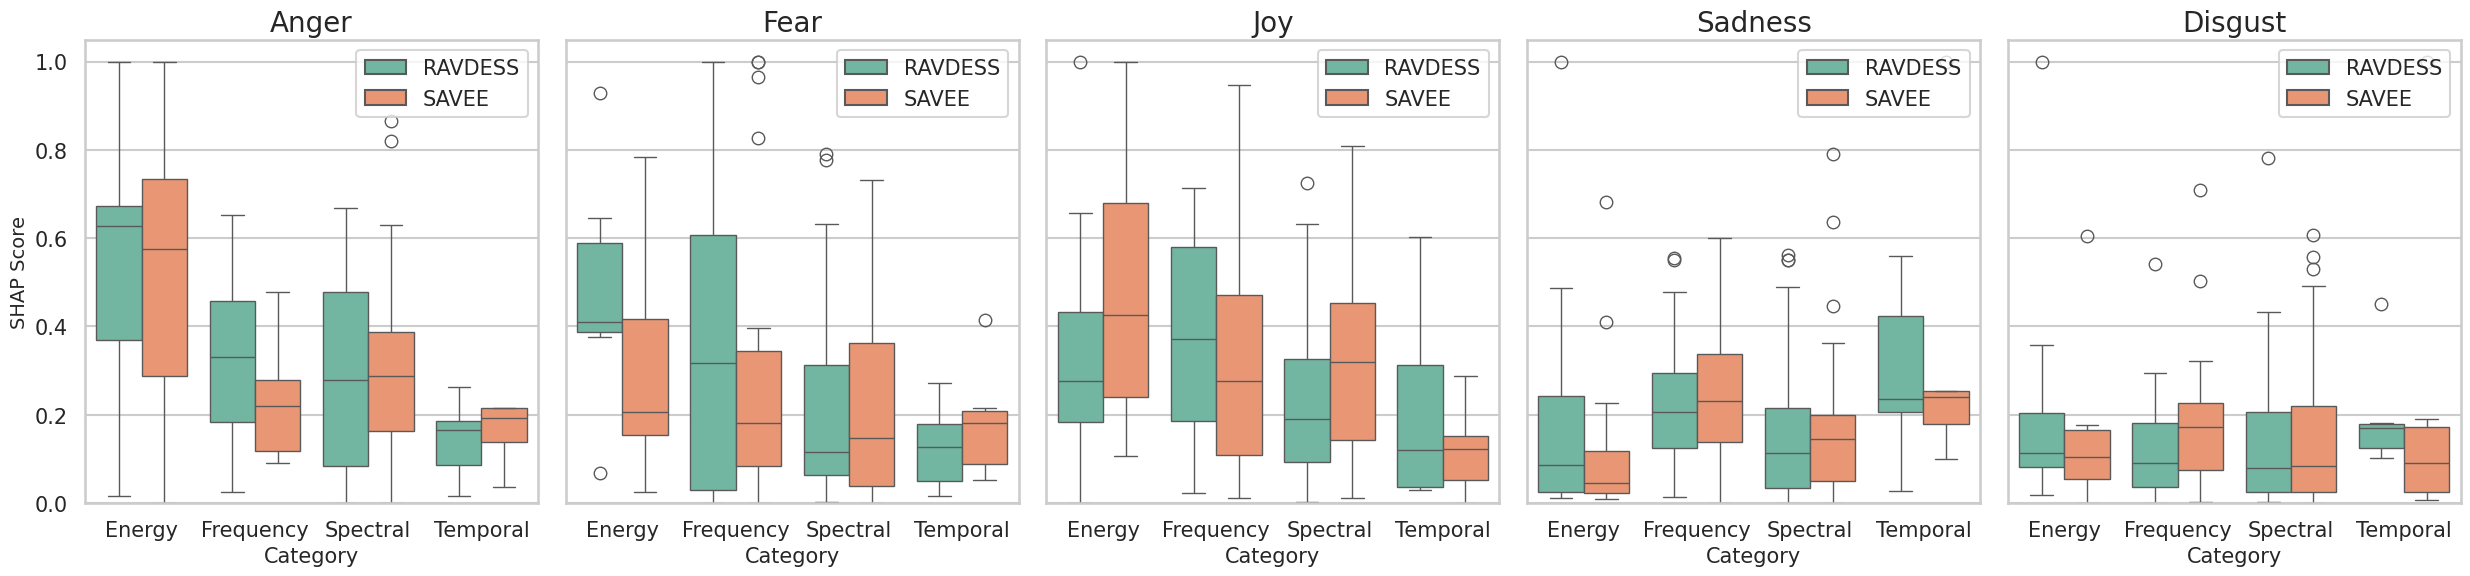 Anger
Fear
Joy
Sadness
Disgust
SHAP Score
1.0
0.8
0.6
0.4
0.2
0.0
RAVDESS
SAVEE
RAVDESS
SAVEE
RAVDESS
SAVEE
RAVDESS
SAVEE
RAVDESS
SAVEE
Energy Frequency Spectral Temporal
Category
Energy Frequency Spectral Temporal
Category
Energy Frequency Spectral Temporal
Category
Energy Frequency Spectral Temporal
Category
Energy Frequency Spectral Temporal
Category